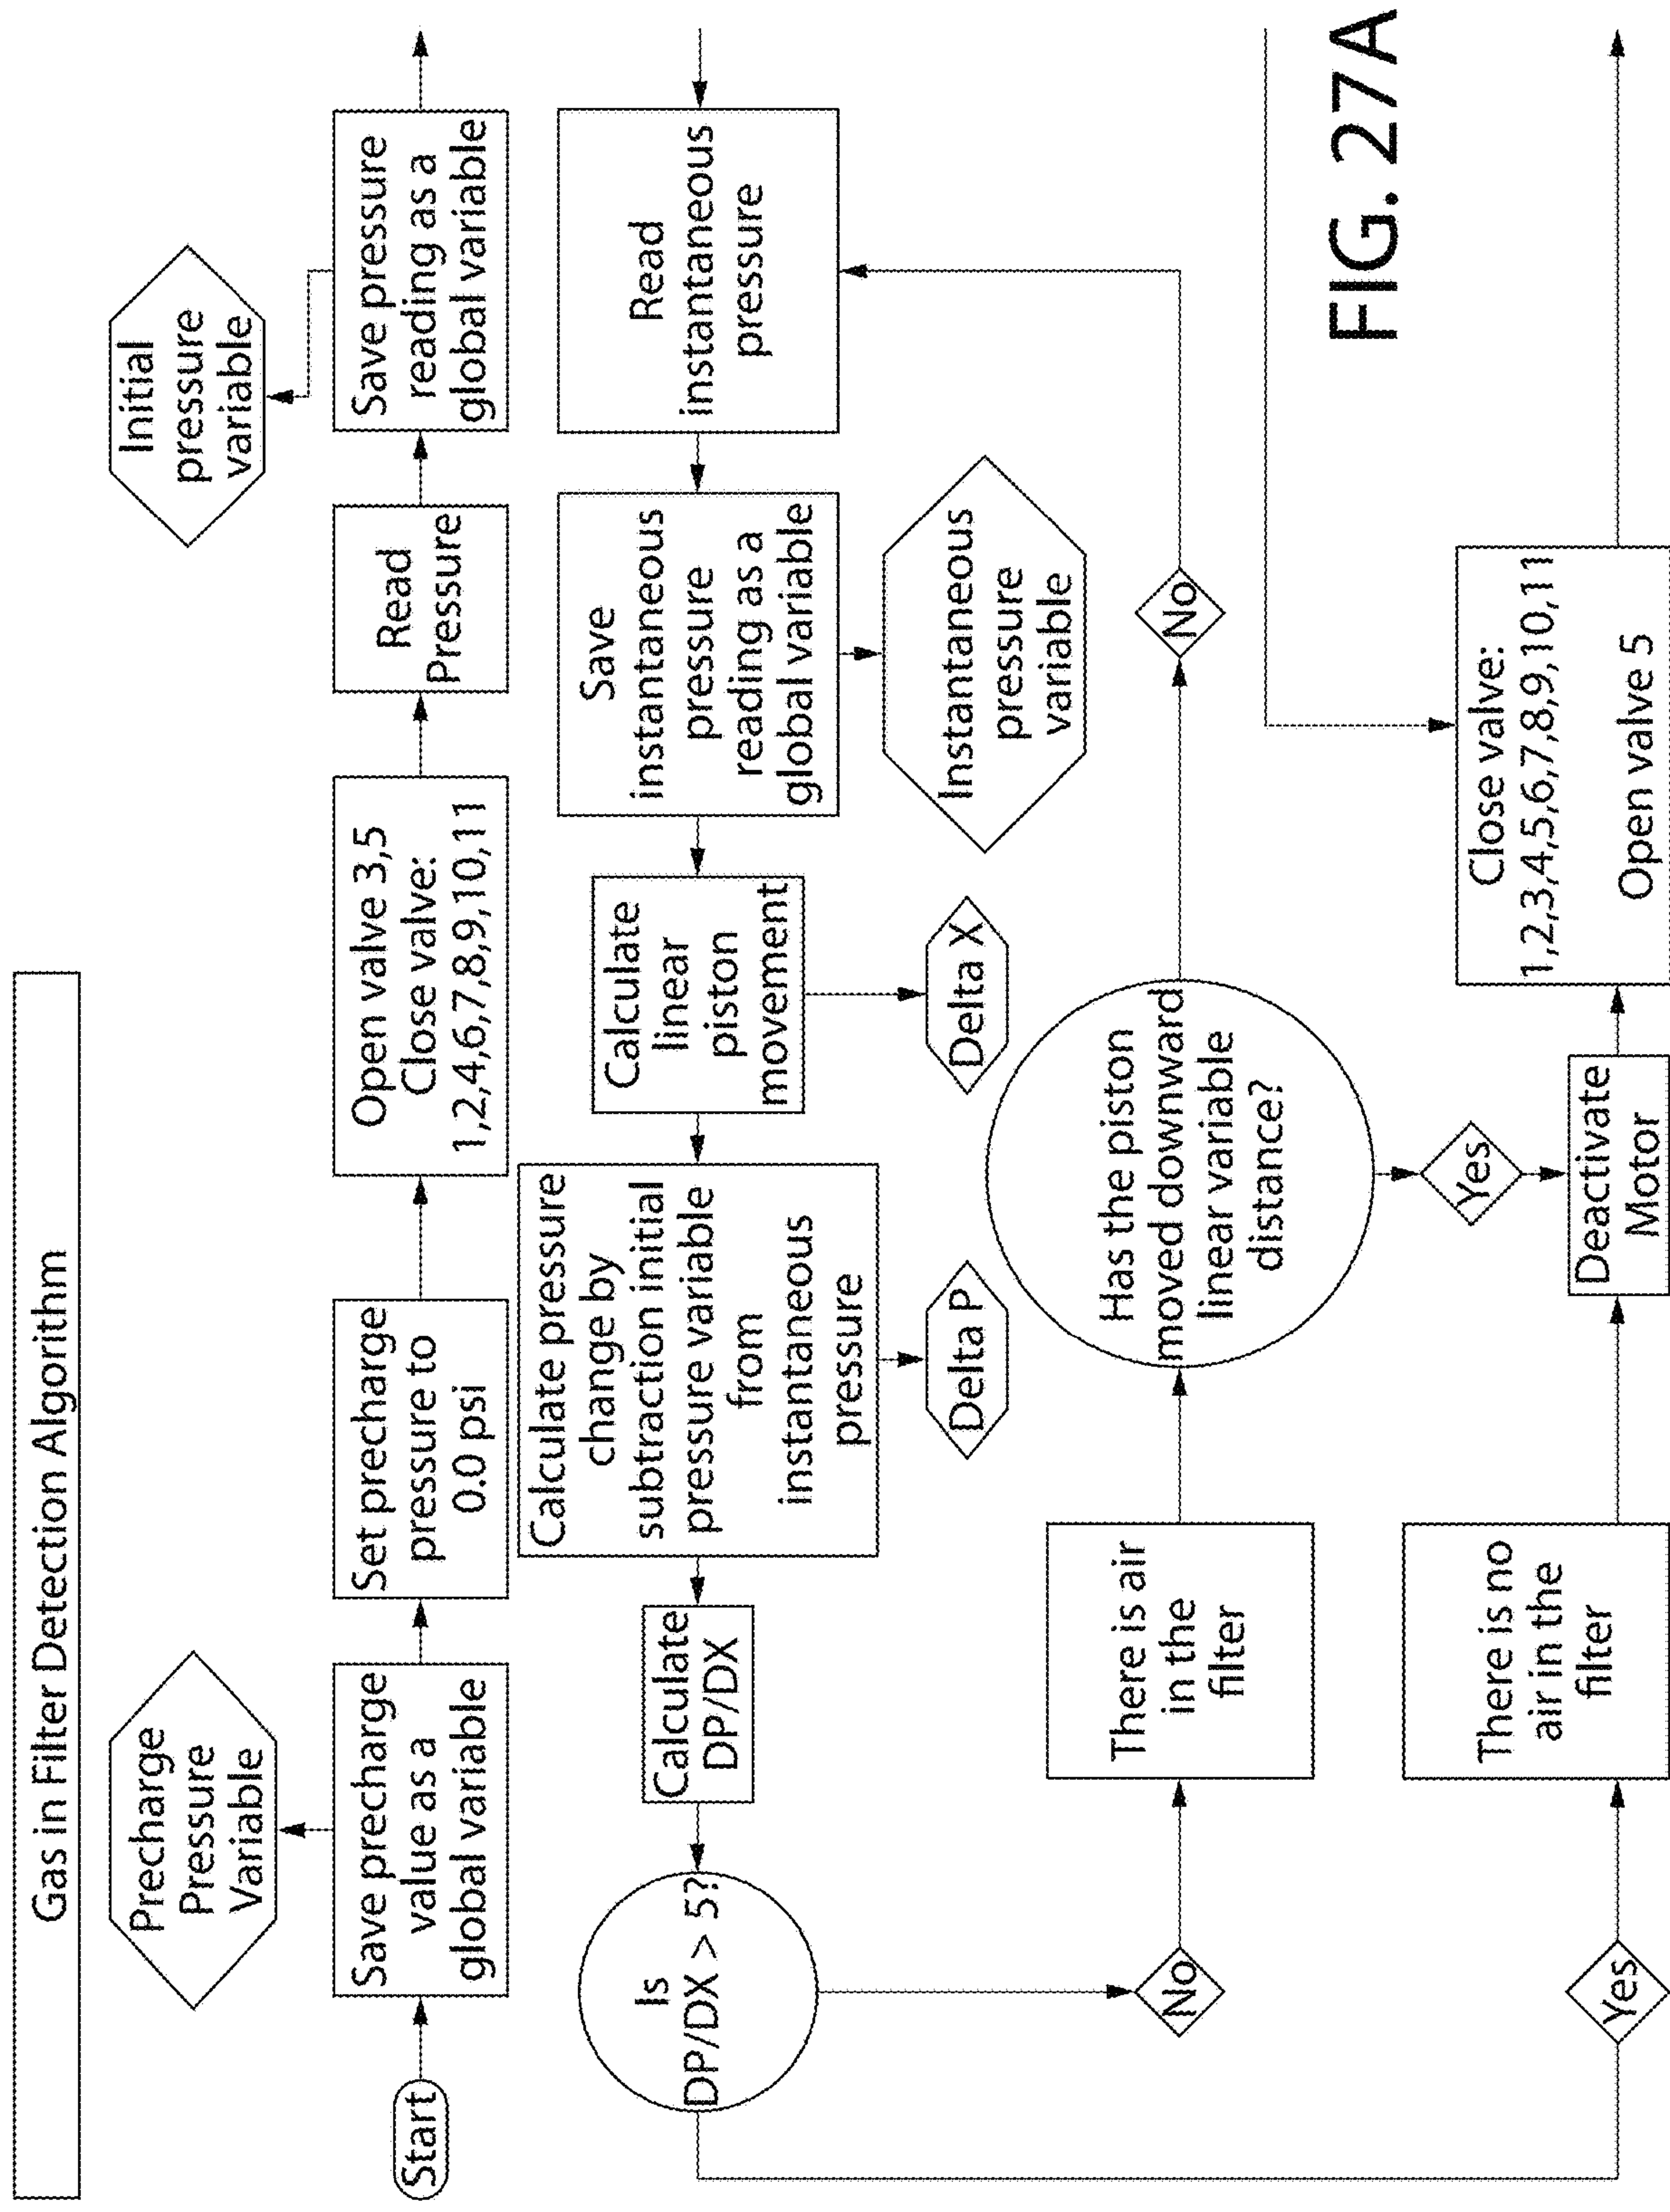 Gas in Filter Detection Algorithm
Precharge
Pressure
Variable
Initial
pressure
variable
Start
Save precharge
value as a
global variable
Set precharge
pressure to
0.0 psi
Open valve 3,5
Close valve:
1,2,4,6,7,8,9,10,11
Read
Pressure
Save pressure
reading as a
global variable
Is
DP/DX > 5?
Calculate
DP/DX
Calculate pressure
change by
subtraction initial
pressure variable
from
instantaneous
pressure
Calculate
linear
piston
movement
Save
instantaneous
pressure
reading as a
global variable
Read
instantaneous
pressure
Delta P
Delta X
Instantaneous
pressure
variable
No
There is air
in the
filter
Has the piston
moved downward
linear variable
distance?
No
Yes
Yes
There is no
air in the
filter
Deactivate
Motor
Close valve:
1,2,3,4,5,6,7,8,9,10,11
Open valve 5
FIG. 27A